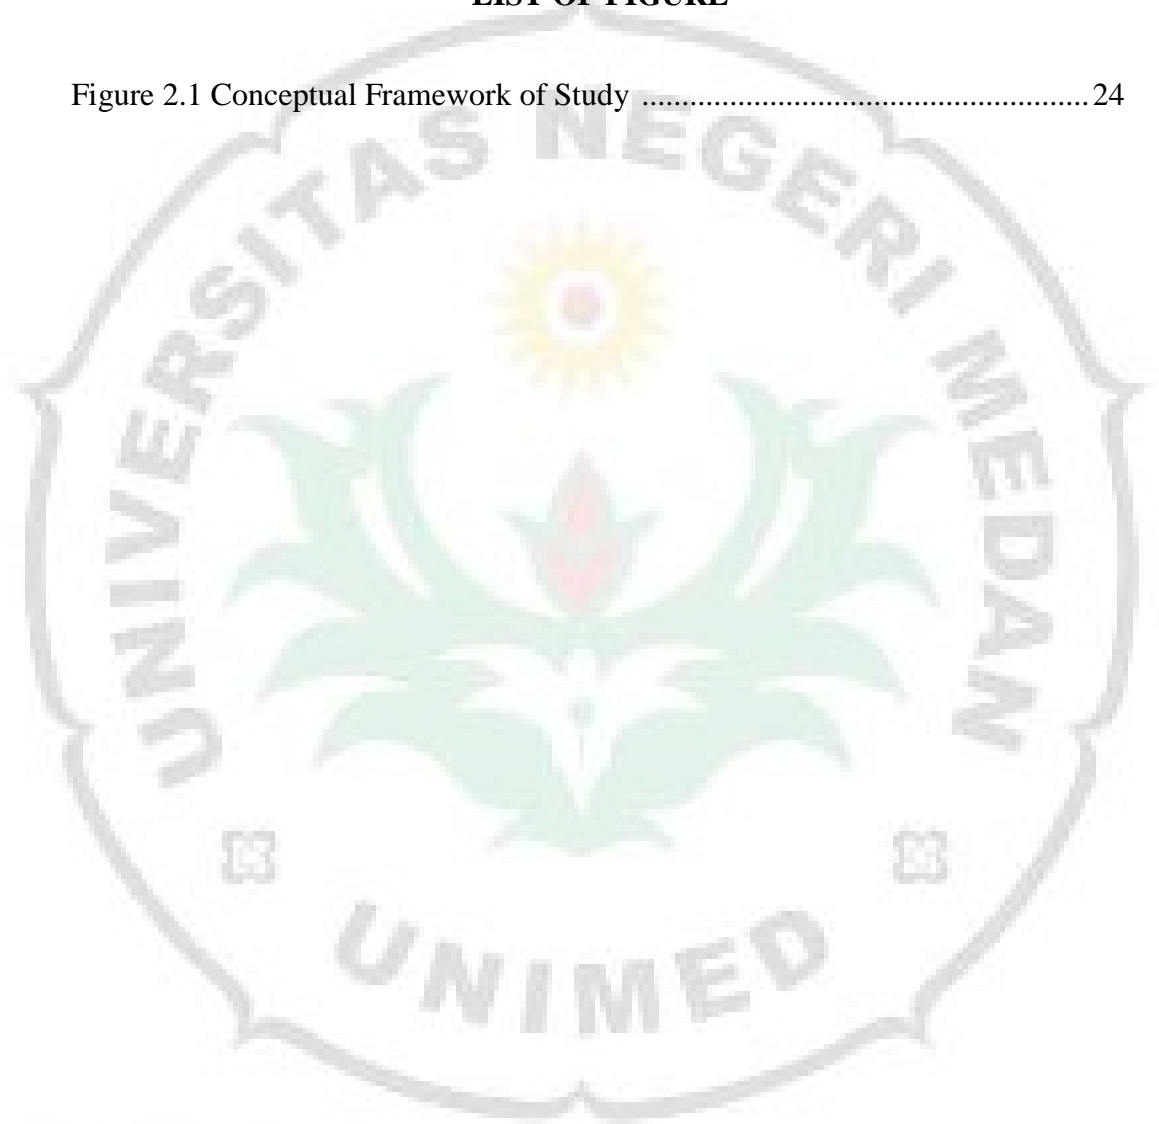 LIST OF FIGURE
Figure 2.1 Conceptual Framework of Study ........................................................ 24
UNIVERSITAS NEGERI MEDAN
UNIMED